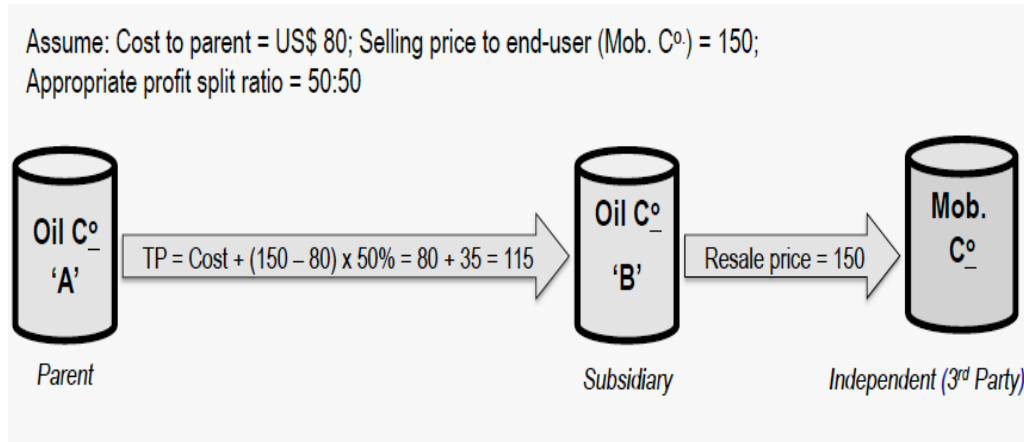 Assume: Cost to parent = US$ 80; Selling price to end-user (Mob. Cº.) = 150;
Appropriate profit split ratio = 50:50
Oil Cº
'A'
TP = Cost + (150 – 80) x 50% = 80 + 35 = 115
Oil Cº
'B'
Resale price = 150
Mob.
Cº
Parent
Subsidiary
Independent (3rd Party)